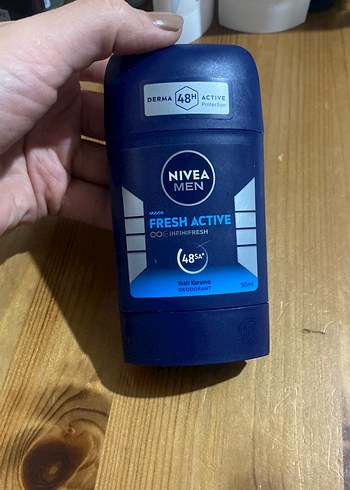 DERMA 48H ACTIVE
Protection
NIVEA
MEN
FRESH ACTIVE
INFINIFRESH
48SA*
DEODORANT
50ml